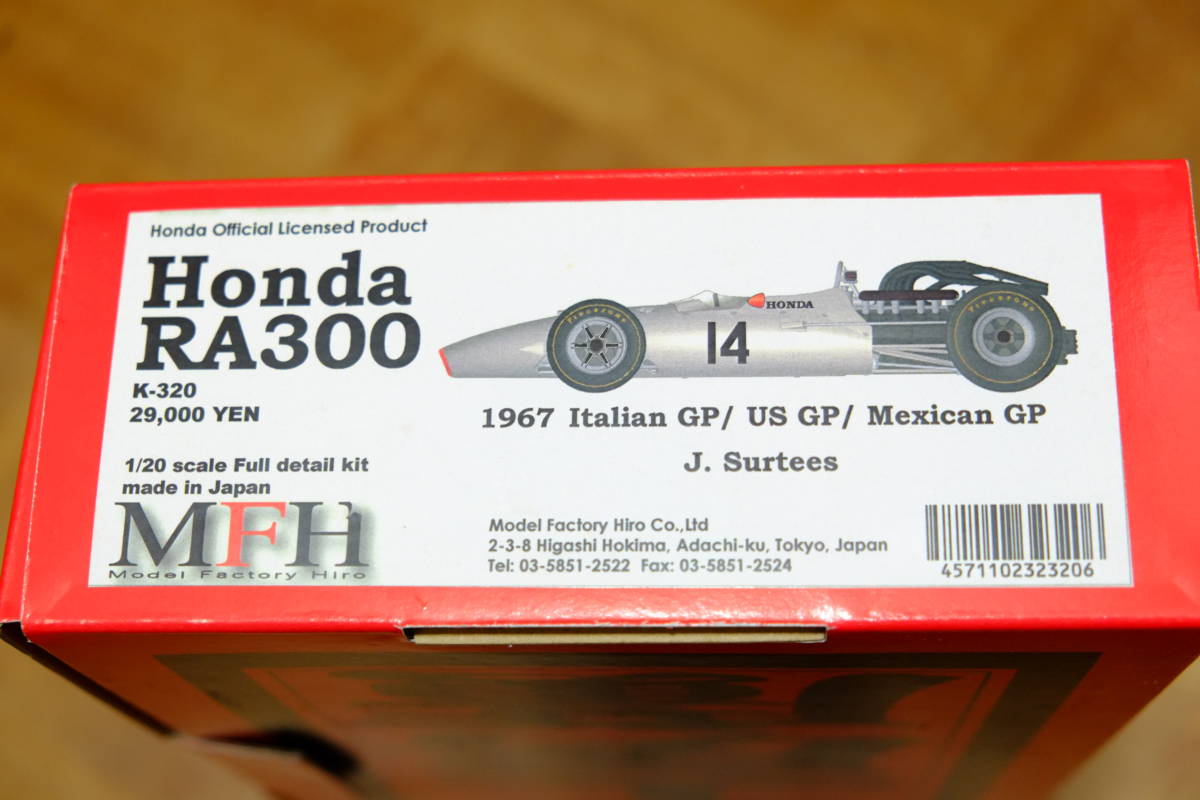 Honda Official Licensed Product
Honda
RA300
K-320
29,000 YEN
1/20 scale Full detail kit
made in Japan
MFH
Model Factory Hiro
Firestone
HONDA
14
Firestone
1967 Italian GP/ US GP/ Mexican GP
J. Surtees
Model Factory Hiro Co.,Ltd
2-3-8 Higashi Hokima, Adachi-ku, Tokyo, Japan
Tel: 03-5851-2522 Fax: 03-5851-2524
4571102323206